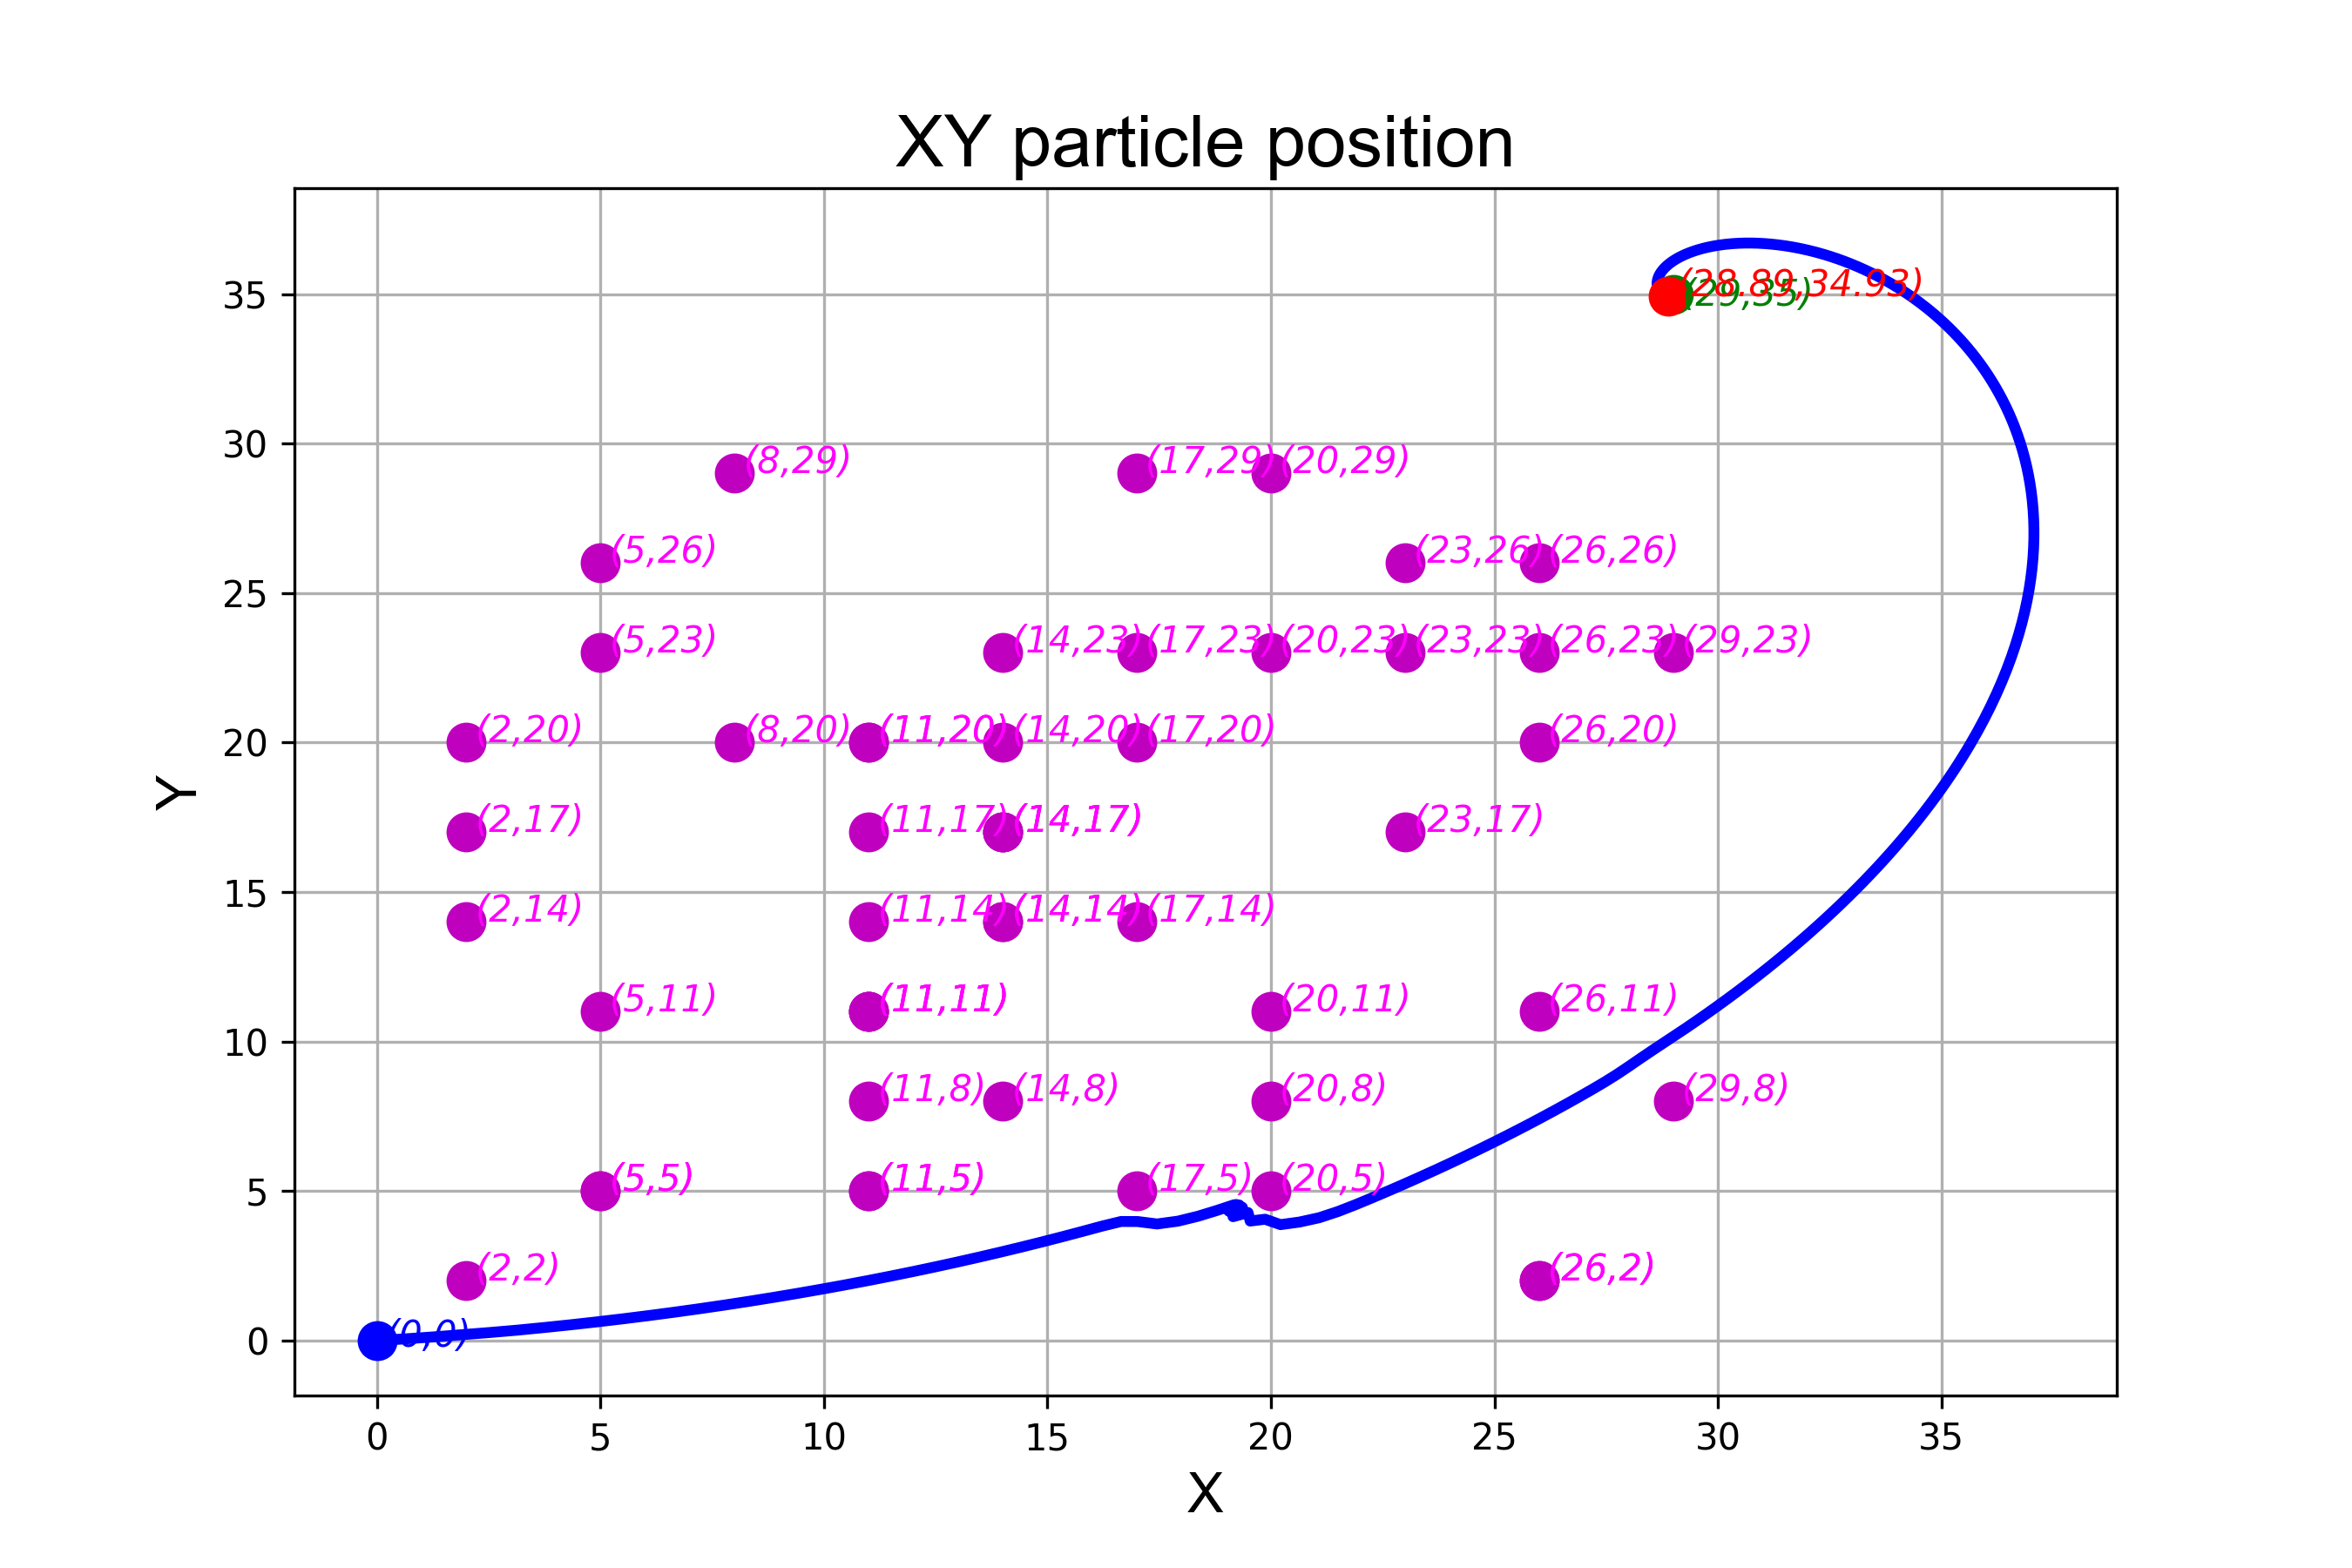 XY particle position
35
(28.89,34.93)
(29,35)
30
(8,29) (17,29) (20,29)
(5,26) (23,26) (26,26)
25
(5,23) (14,23) (17,23) (20,23) (23,23) (26,23) (29,23)
20
(2,20) (8,20) (11,20) (14,20) (17,20) (26,20)
(2,17) (11,17) (14,17) (23,17)
15
(2,14) (11,14) (14,14) (17,14)
(5,11) (11,11) (20,11) (26,11)
10
(11,8) (14,8) (20,8) (29,8)
5
(5,5) (11,5) (17,5) (20,5)
(2,2) (26,2)
0
(0,0)
Y
0 5 10 15 20 25 30 35
X